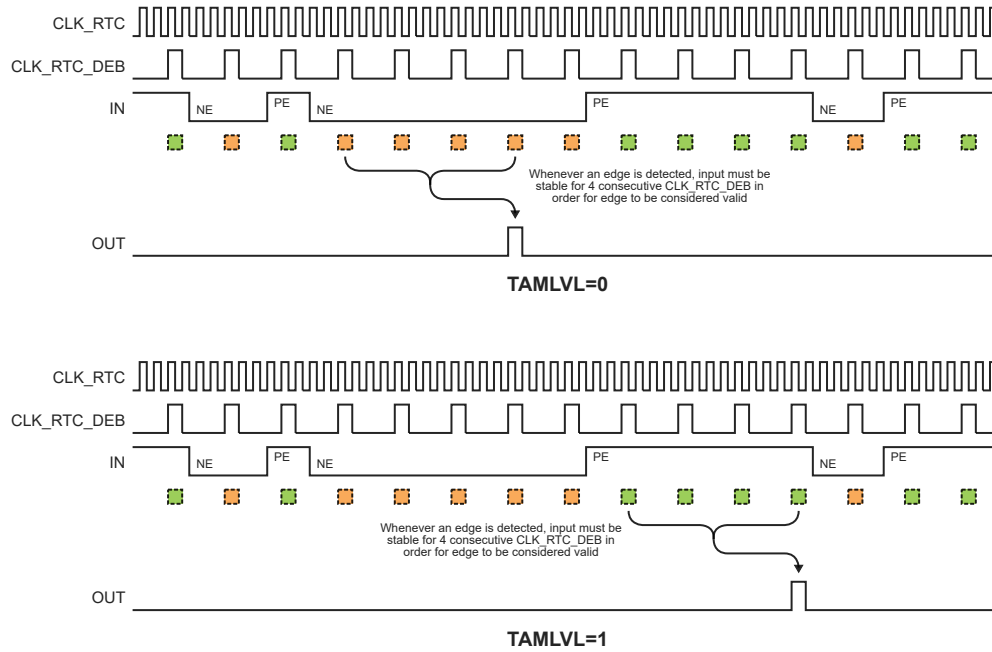 CLK_RTC
CLK_RTC_DEB
IN
NE
PE
NE
PE
NE
PE
Whenever an edge is detected, input must be
stable for 4 consecutive CLK_RTC_DEB in
order for edge to be considered valid
OUT
TAMLVL=0
CLK_RTC
CLK_RTC_DEB
IN
NE
PE
NE
PE
NE
PE
Whenever an edge is detected, input must be
stable for 4 consecutive CLK_RTC_DEB in
order for edge to be considered valid
OUT
TAMLVL=1